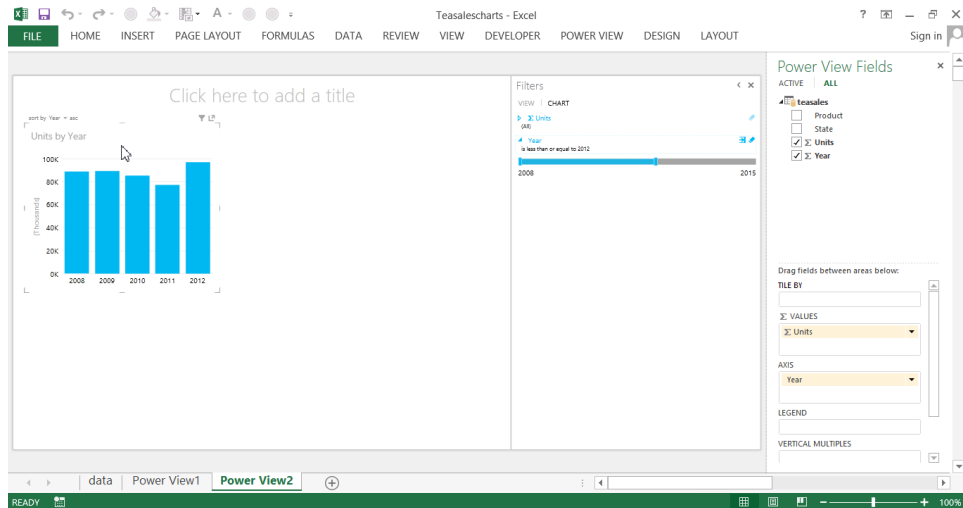 Teasalescharts - Excel
FILE HOME INSERT PAGE LAYOUT FORMULAS DATA REVIEW VIEW DEVELOPER POWER VIEW DESIGN LAYOUT Sign in
Click here to add a title
sort by Year asc
Units by Year
100K
80K
60K
40K
20K
0K
(Thousands)
2008 2009 2010 2011 2012
Filters
VIEW CHART
Σ Units
(All)
Year
is less than or equal to 2012
2008 2015
Power View Fields
ACTIVE ALL
teasales
Product
State
Σ Units
Σ Year
Drag fields between areas below:
TILE BY
Σ VALUES
Σ Units
AXIS
Year
LEGEND
VERTICAL MULTIPLES
data Power View1 Power View2
READY 100%